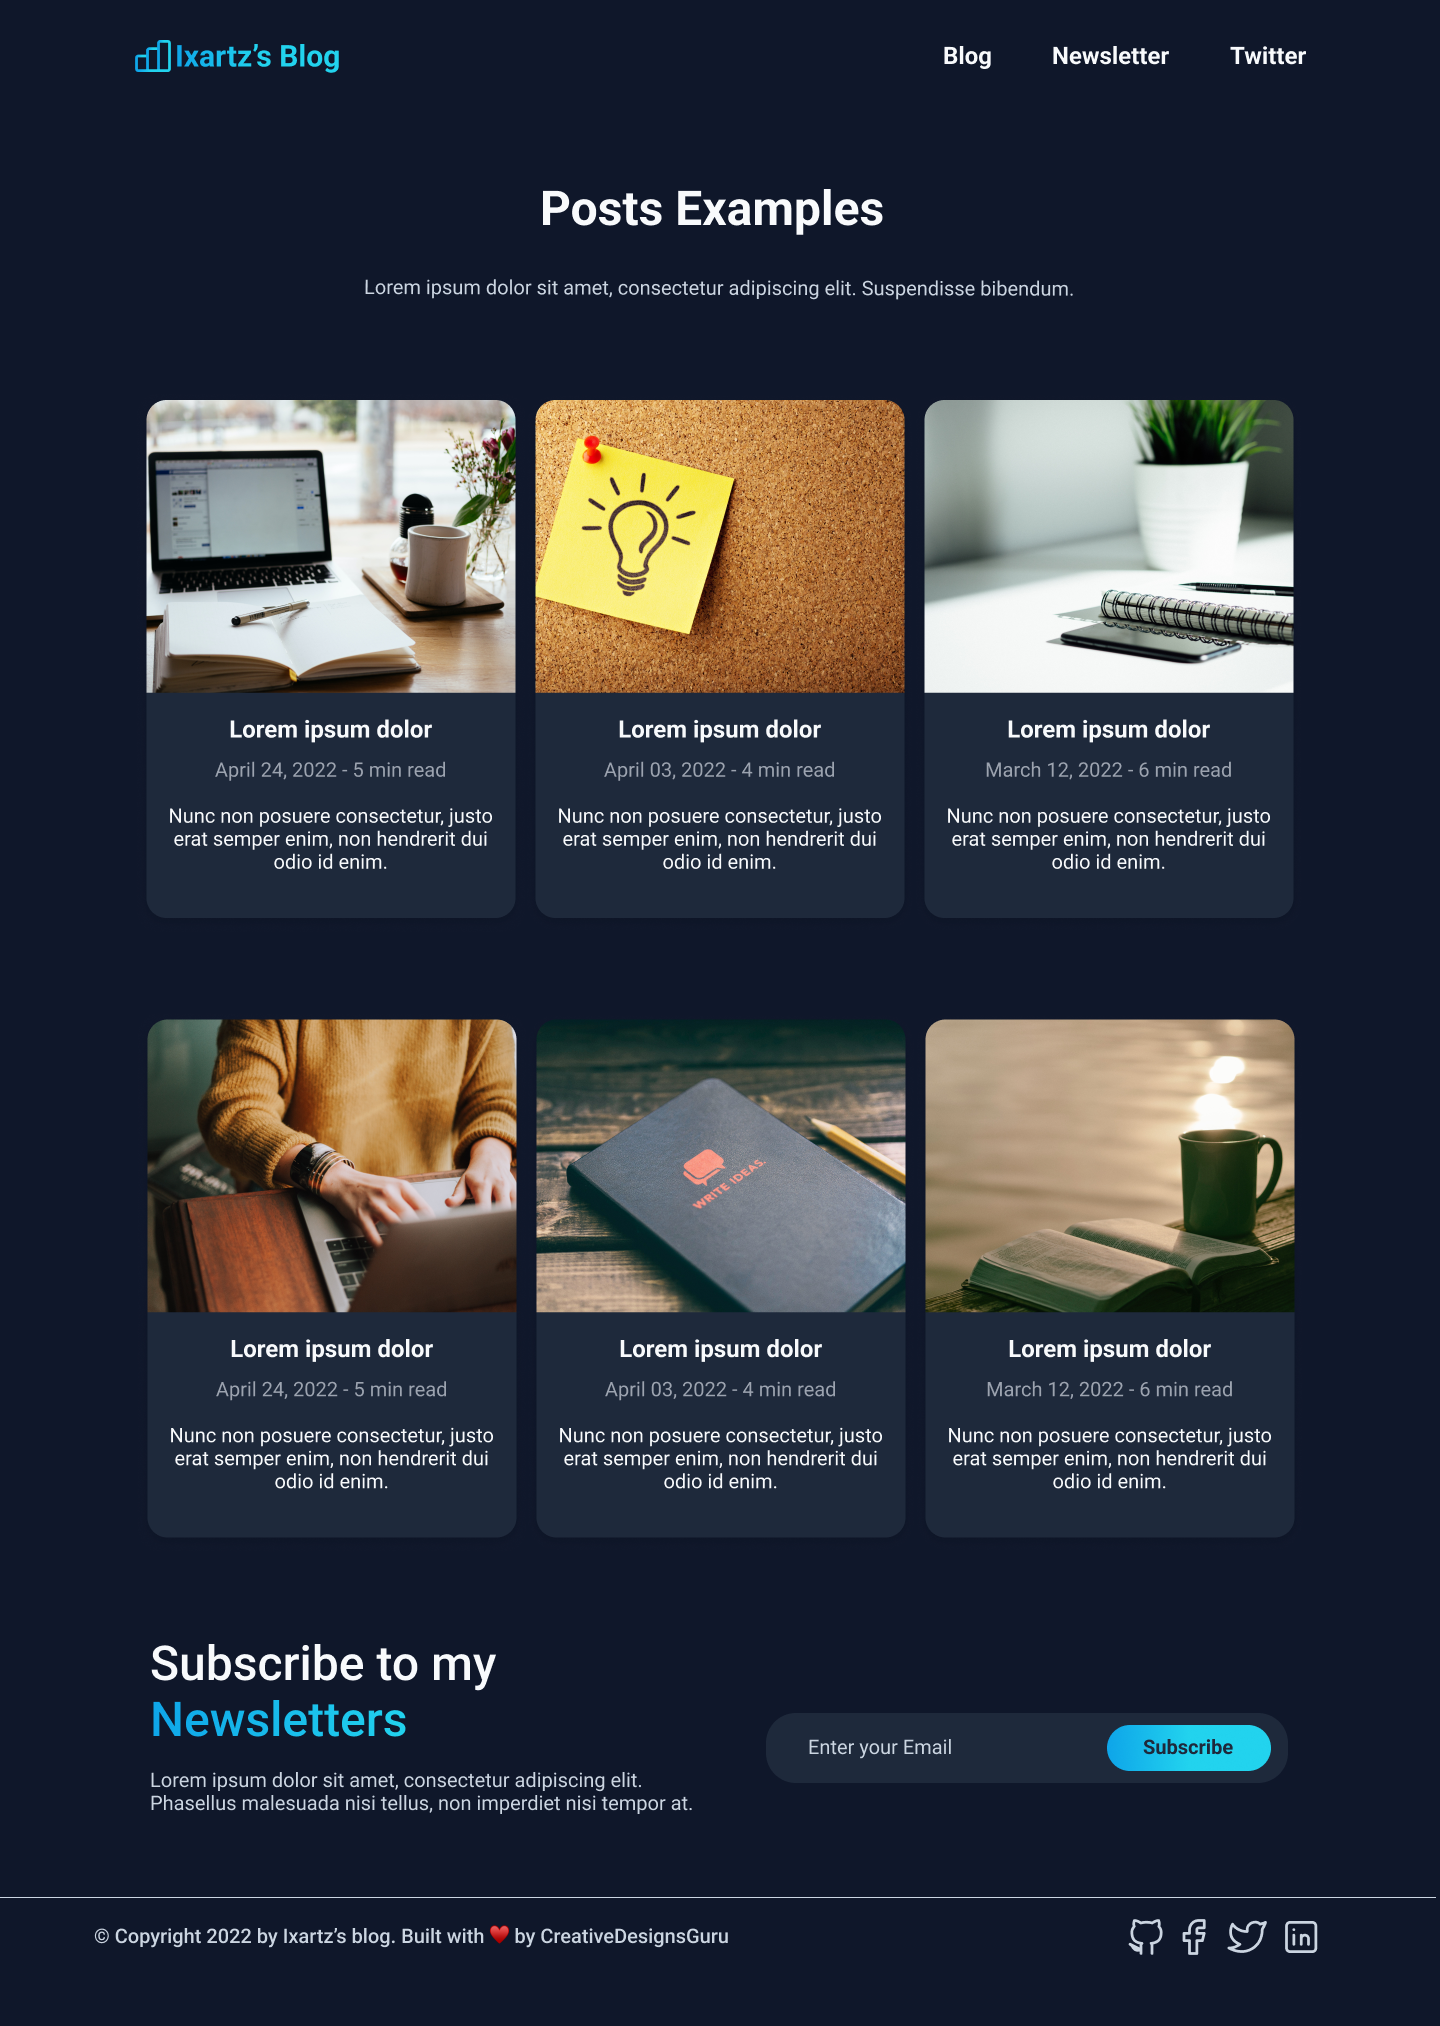 Ixartz’s Blog
Blog
Newsletter
Twitter
Posts Examples
Lorem ipsum dolor sit amet, consectetur adipiscing elit. Suspendisse bibendum.
Lorem ipsum dolor
April 24, 2022 - 5 min read
Nunc non posuere consectetur, justo
erat semper enim, non hendrerit dui
odio id enim.
Lorem ipsum dolor
April 03, 2022 - 4 min read
Nunc non posuere consectetur, justo
erat semper enim, non hendrerit dui
odio id enim.
Lorem ipsum dolor
March 12, 2022 - 6 min read
Nunc non posuere consectetur, justo
erat semper enim, non hendrerit dui
odio id enim.
Lorem ipsum dolor
April 24, 2022 - 5 min read
Nunc non posuere consectetur, justo
erat semper enim, non hendrerit dui
odio id enim.
WRITE IDEAS.
Lorem ipsum dolor
April 03, 2022 - 4 min read
Nunc non posuere consectetur, justo
erat semper enim, non hendrerit dui
odio id enim.
Lorem ipsum dolor
March 12, 2022 - 6 min read
Nunc non posuere consectetur, justo
erat semper enim, non hendrerit dui
odio id enim.
Subscribe to my
Newsletters
Lorem ipsum dolor sit amet, consectetur adipiscing elit.
Phasellus malesuada nisi tellus, non imperdiet nisi tempor at.
Enter your Email
Subscribe
© Copyright 2022 by Ixartz’s blog. Built with ♥ by CreativeDesignsGuru
in